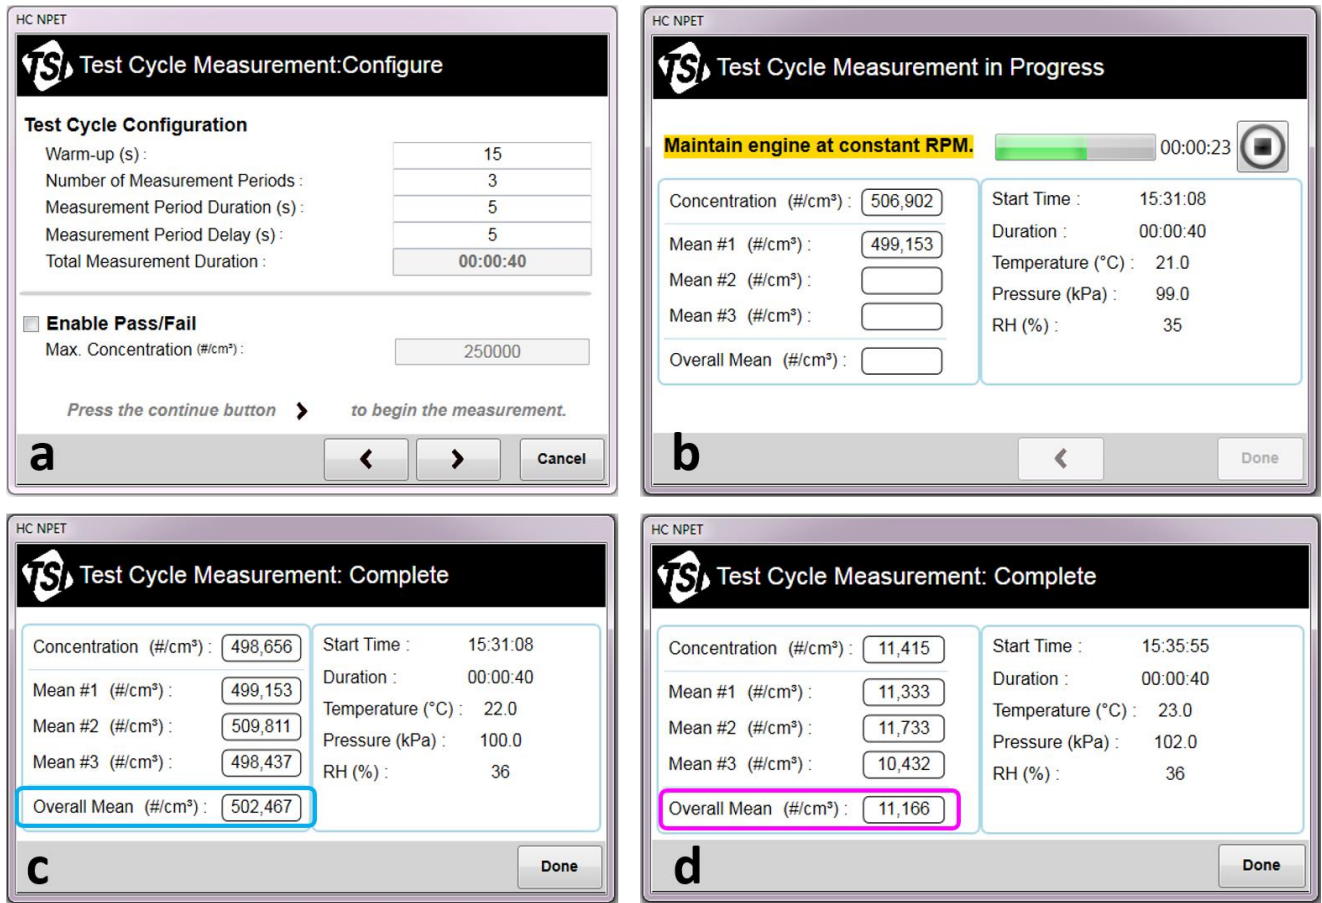 HC NPET
TSI Test Cycle Measurement:Configure
Test Cycle Configuration
Warm-up (s) : 15
Number of Measurement Periods : 3
Measurement Period Duration (s) : 5
Measurement Period Delay (s) : 5
Total Measurement Duration : 00:00:40
Enable Pass/Fail
Max. Concentration (#/cm³) : 250000
Press the continue button > to begin the measurement.
a < > Cancel
HC NPET
TSI Test Cycle Measurement in Progress
Maintain engine at constant RPM. 00:00:23
Concentration (#/cm³) : 506,902
Mean #1 (#/cm³) : 499,153
Mean #2 (#/cm³) :
Mean #3 (#/cm³) :
Overall Mean (#/cm³) :
Start Time : 15:31:08
Duration : 00:00:40
Temperature (°C) : 21.0
Pressure (kPa) : 99.0
RH (%) : 35
b < Done
HC NPET
TSI Test Cycle Measurement: Complete
Concentration (#/cm³) : 498,656
Mean #1 (#/cm³) : 499,153
Mean #2 (#/cm³) : 509,811
Mean #3 (#/cm³) : 498,437
Overall Mean (#/cm³) : 502,467
Start Time : 15:31:08
Duration : 00:00:40
Temperature (°C) : 22.0
Pressure (kPa) : 100.0
RH (%) : 36
c Done
HC NPET
TSI Test Cycle Measurement: Complete
Concentration (#/cm³) : 11,415
Mean #1 (#/cm³) : 11,333
Mean #2 (#/cm³) : 11,733
Mean #3 (#/cm³) : 10,432
Overall Mean (#/cm³) : 11,166
Start Time : 15:35:55
Duration : 00:00:40
Temperature (°C) : 23.0
Pressure (kPa) : 102.0
RH (%) : 36
d Done